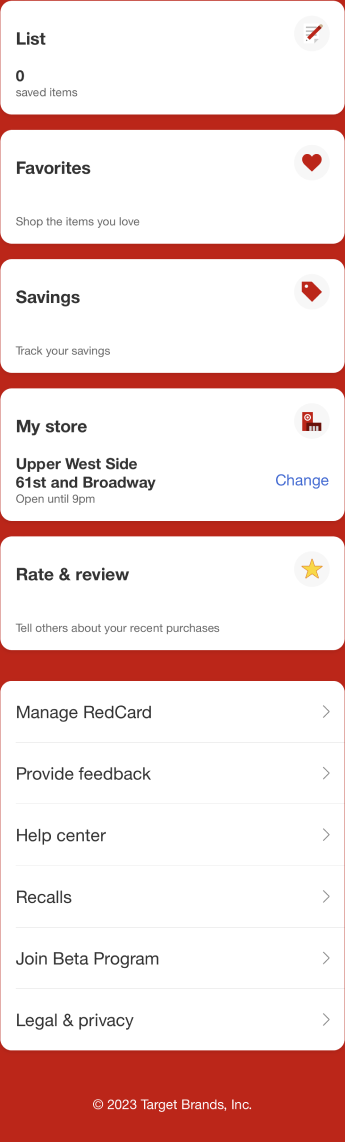 List
0
saved items
Favorites
Shop the items you love
Savings
Track your savings
My store
Upper West Side
61st and Broadway
Change
Open until 9pm
Rate & review
Tell others about your recent purchases
Manage RedCard
Provide feedback
Help center
Recalls
Join Beta Program
Legal & privacy
© 2023 Target Brands, Inc.